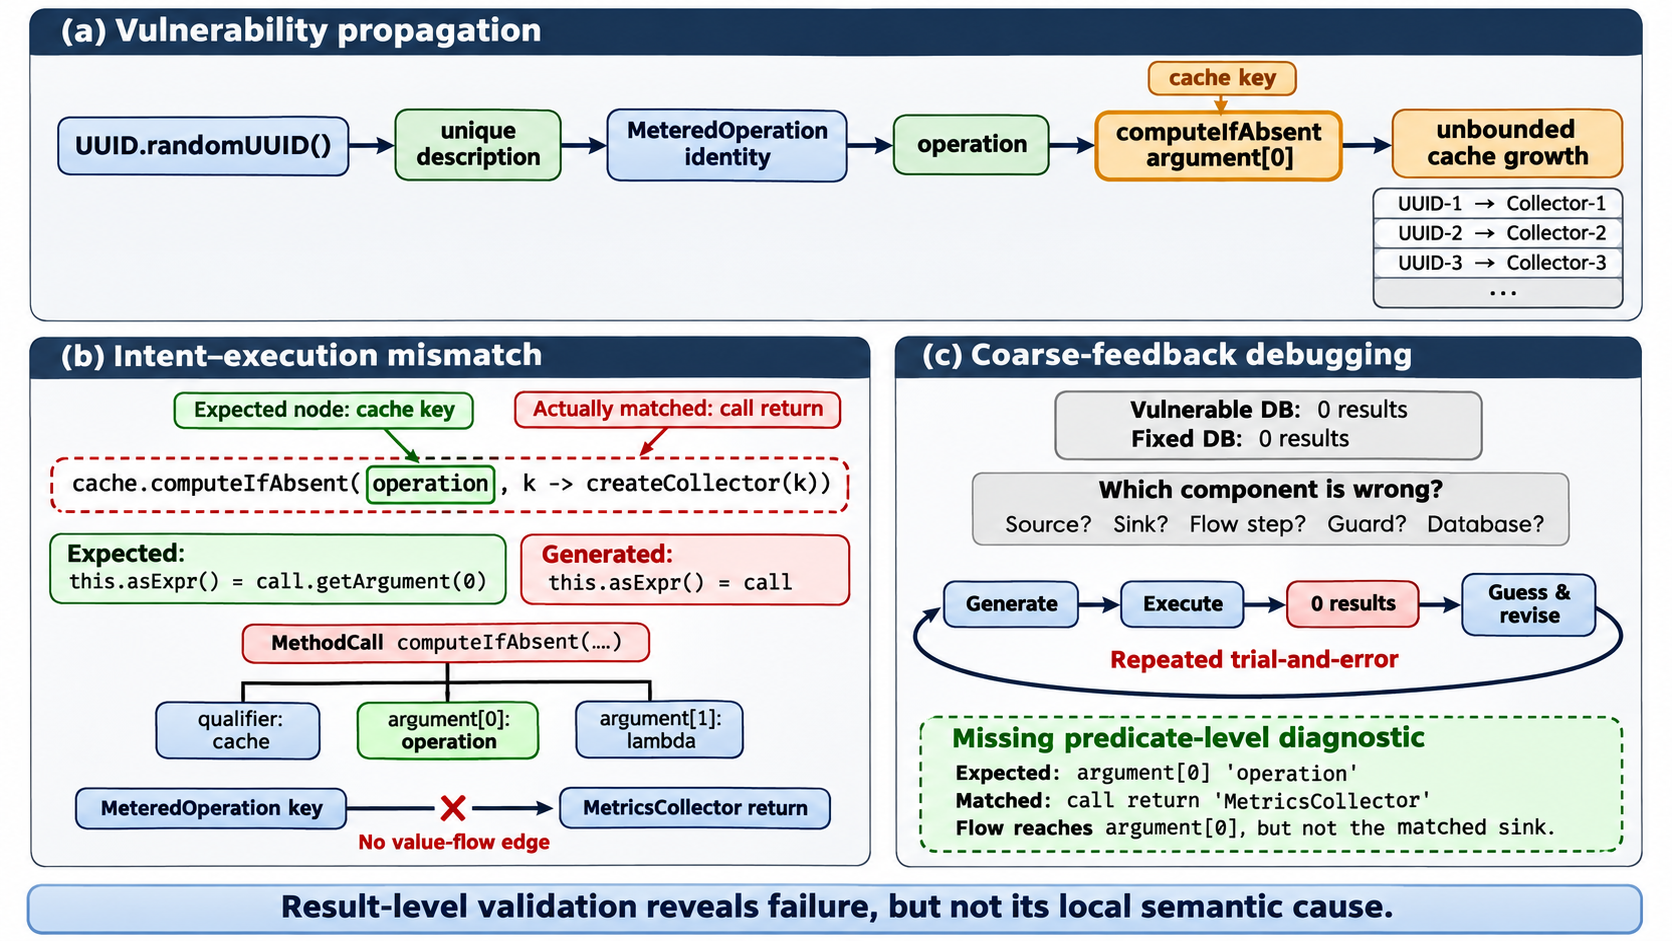 (a) Vulnerability propagation
cache key
UUID.randomUUID()
unique
description
MeteredOperation
identity
operation
computeIfAbsent
argument[0]
unbounded
cache growth
UUID-1 → Collector-1
UUID-2 → Collector-2
UUID-3 → Collector-3
...
(b) Intent–execution mismatch
Expected node: cache key
Actually matched: call return
cache.computeIfAbsent( operation , k -> createCollector(k))
Expected:
this.asExpr() = call.getArgument(0)
Generated:
this.asExpr() = call
MethodCall computeIfAbsent(....)
qualifier:
cache
argument[0]:
operation
argument[1]:
lambda
MeteredOperation key
MetricsCollector return
No value-flow edge
(c) Coarse-feedback debugging
Vulnerable DB: 0 results
Fixed DB: 0 results
Which component is wrong?
Source? Sink? Flow step? Guard? Database?
Generate
Execute
0 results
Guess &
revise
Repeated trial-and-error
Missing predicate-level diagnostic
Expected: argument[0] 'operation'
Matched: call return 'MetricsCollector'
Flow reaches argument[0], but not the matched sink.
Result-level validation reveals failure, but not its local semantic cause.